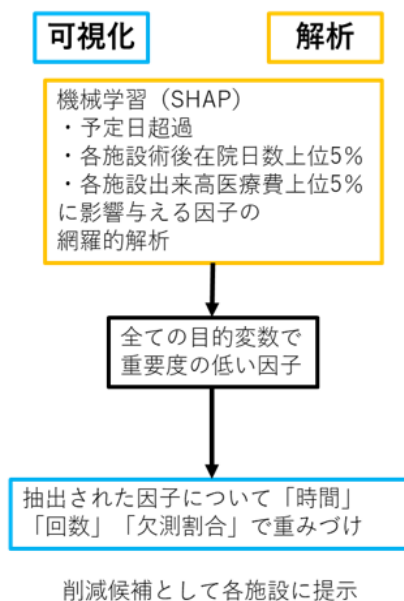 可視化
解析
機械学習（SHAP）
・予定日超過
・各施設術後在院日数上位5%
・各施設出来高医療費上位5%
に影響与える因子の
網羅的解析
全ての目的変数で
重要度の低い因子
抽出された因子について「時間」
「回数」「欠測割合」で重みづけ
削減候補として各施設に提示